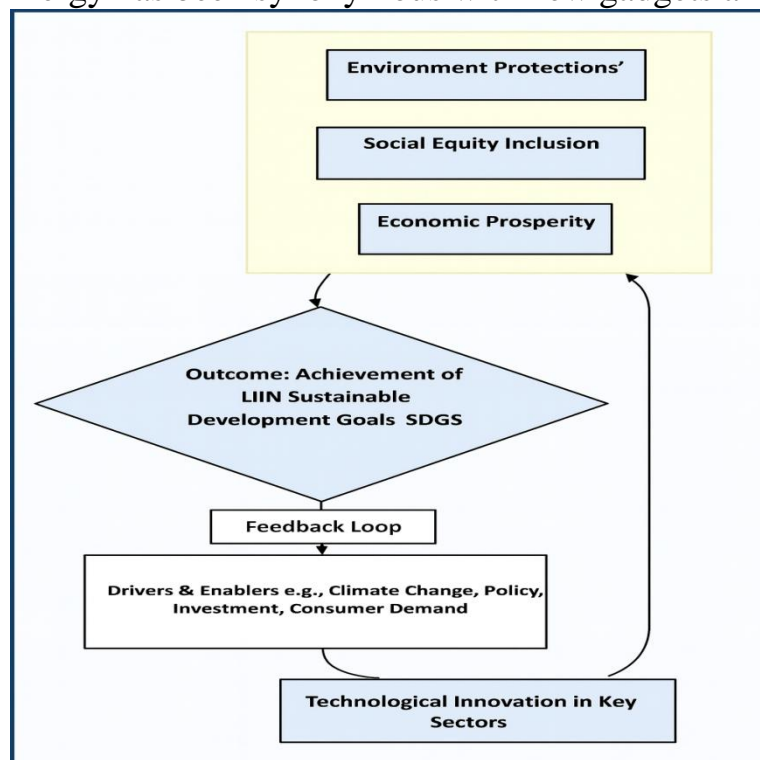 Environment Protections’
Social Equity Inclusion
Economic Prosperity
Outcome: Achievement of
LIIN Sustainable
Development Goals SDGS
Feedback Loop
Drivers & Enablers e.g., Climate Change, Policy,
Investment, Consumer Demand
Technological Innovation in Key
Sectors